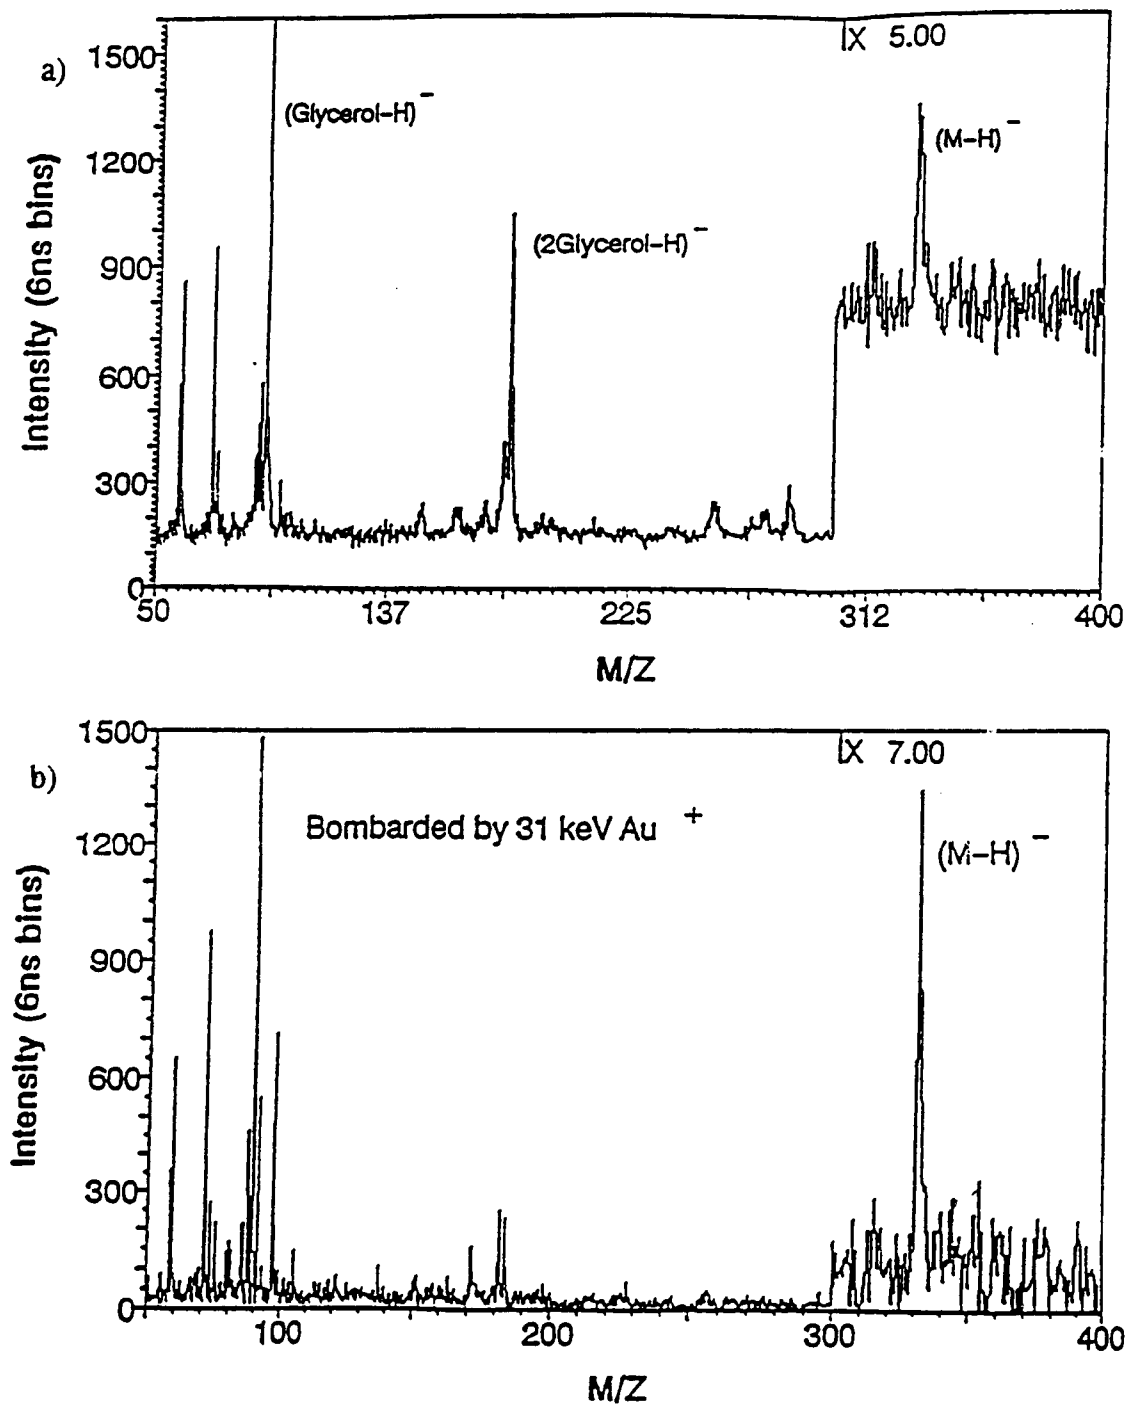 a)
X 5.00
1500
(Glycerol-H)⁻
(M-H)⁻
1200
(2Glycerol-H)⁻
900
600
300
0
Intensity (6ns bins)
50 137 225 312 400
M/Z
b)
1500
X 7.00
Bombarded by 31 keV Au⁺
1200
(M-H)⁻
900
600
300
0
Intensity (6ns bins)
100 200 300 400
M/Z